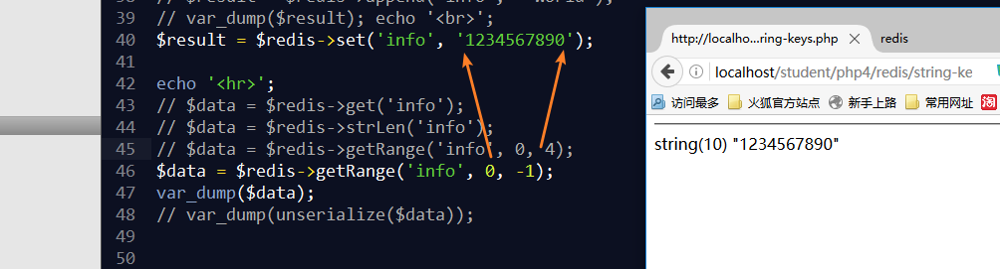 39 // var_dump($result); echo '<br>';
40 $result = $redis->set('info', '1234567890');
41
42 echo '<hr>';
43 // $data = $redis->get('info');
44 // $data = $redis->strLen('info');
45 // $data = $redis->getRange('info', 0, 4);
46 $data = $redis->getRange('info', 0, -1);
47 var_dump($data);
48 // var_dump(unserialize($data));
49
50
http://localho...ring-keys.php
redis
localhost/student/php4/redis/string-ke
访问最多 火狐官方站点 新手上路 常用网址 淘
string(10) "1234567890"